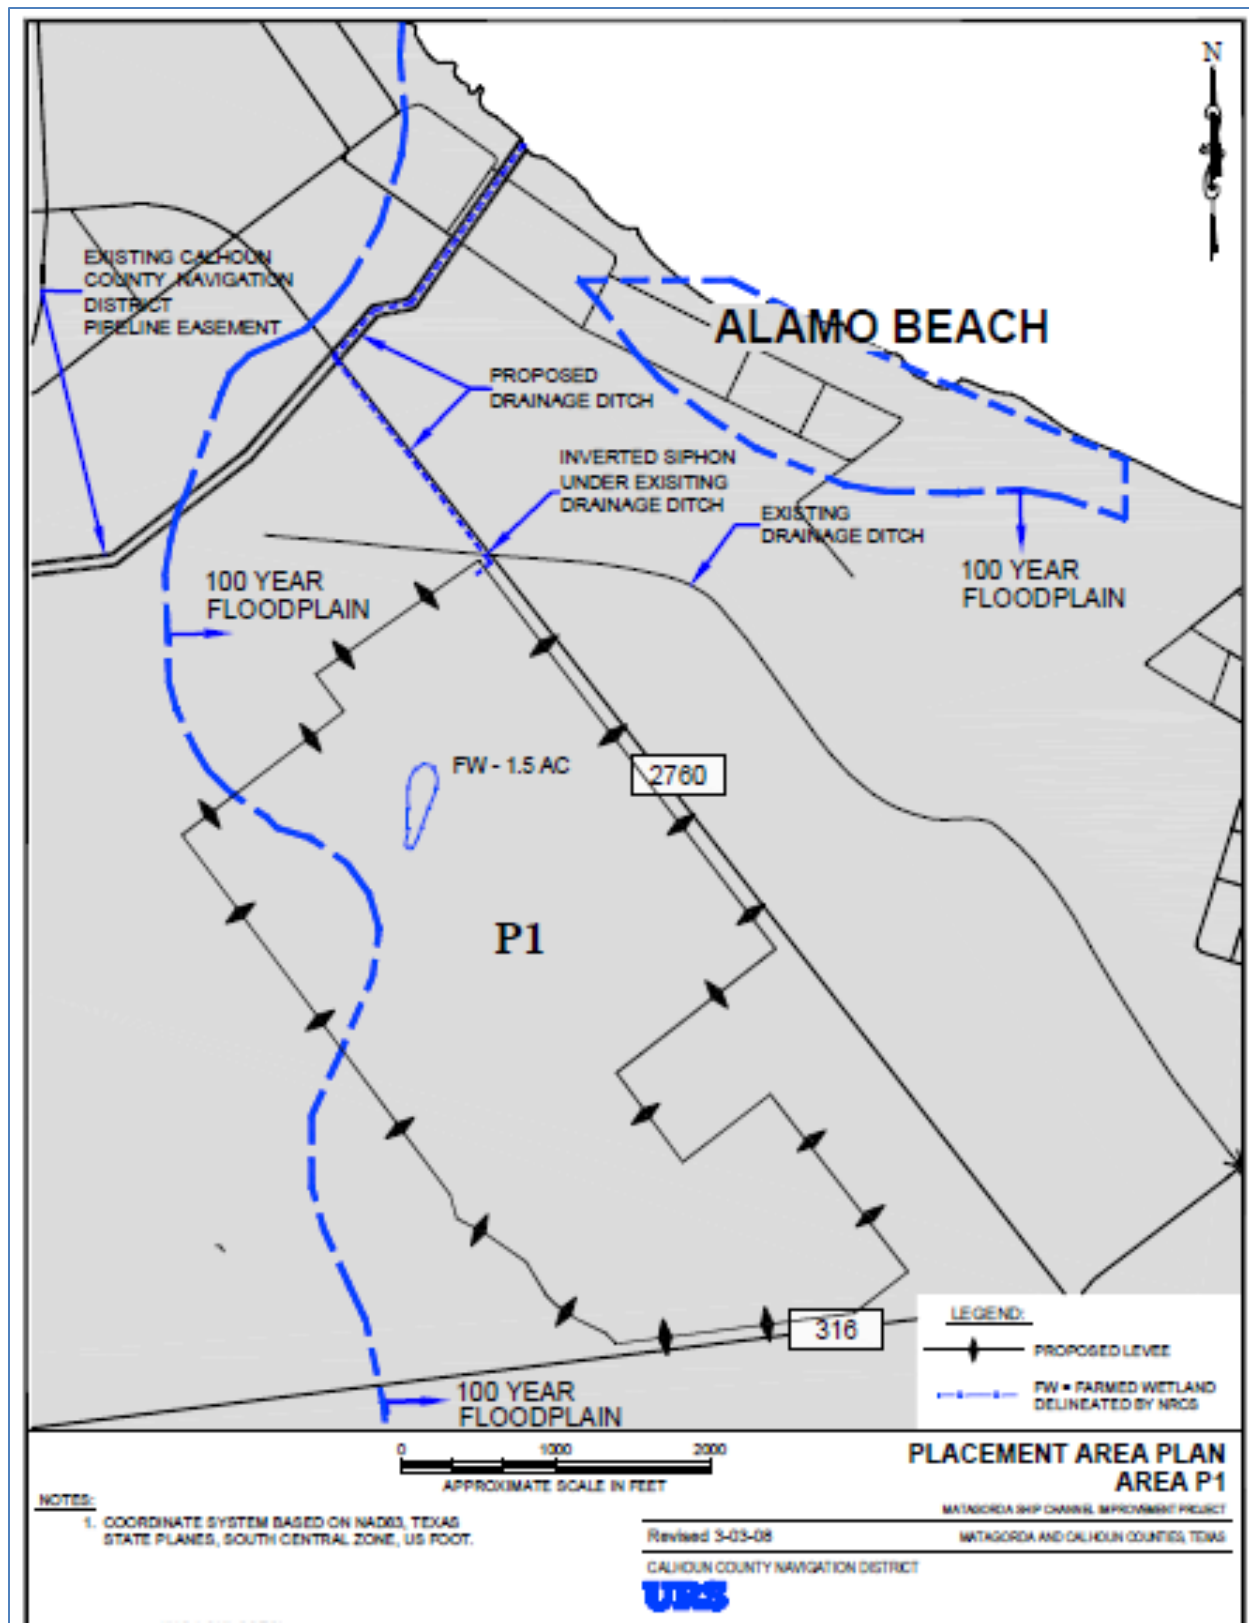 N
EXISTING CALHOUN
COUNTY NAVIGATION
DISTRICT
PIPELINE EASEMENT
ALAMO BEACH
PROPOSED
DRAINAGE DITCH
INVERTED SIPHON
UNDER EXISITING
DRAINAGE DITCH
EXISTING
DRAINAGE DITCH
100 YEAR
FLOODPLAIN
100 YEAR
FLOODPLAIN
FW - 1.5 AC
2760
P1
316
LEGEND:
PROPOSED LEVEE
FW = FARMED WETLAND
DELINEATED BY NRCS
100 YEAR
FLOODPLAIN
0 1000 2000
APPROXIMATE SCALE IN FEET
PLACEMENT AREA PLAN
AREA P1
MATAGORDA SHIP CHANNEL IMPROVEMENT PROJECT
MATAGORDA AND CALHOUN COUNTIES, TEXAS
NOTES:
1. COORDINATE SYSTEM BASED ON NAD83, TEXAS
STATE PLANES, SOUTH CENTRAL ZONE, US FOOT.
Revised 3-03-08
CALHOUN COUNTY NAVIGATION DISTRICT
URS